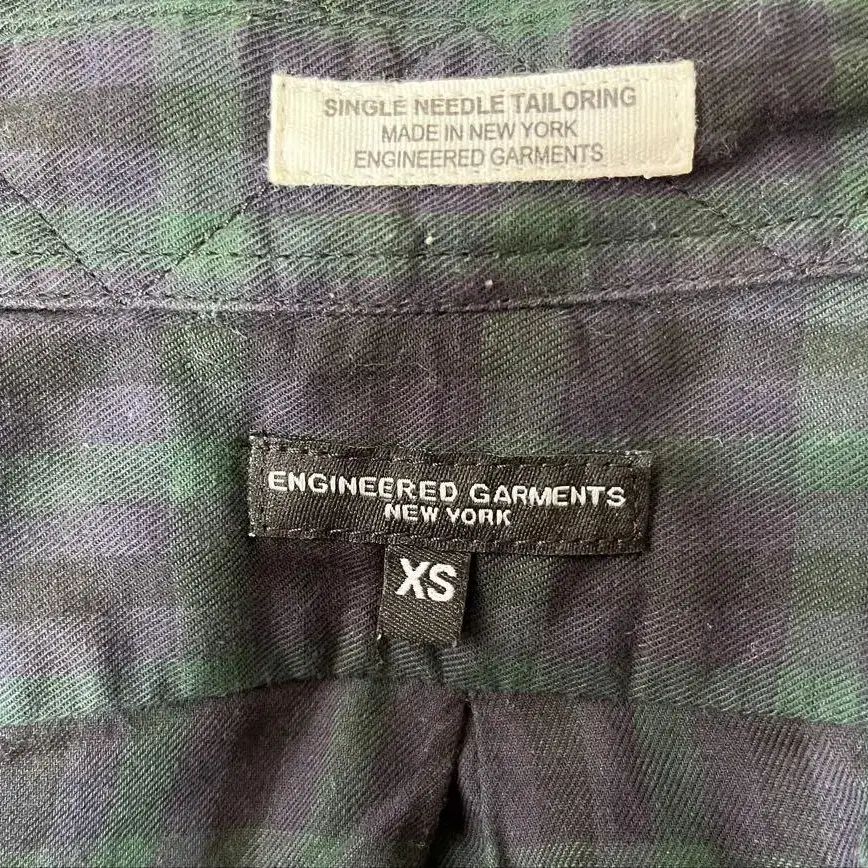 SINGLE NEEDLE TAILORING
MADE IN NEW YORK
ENGINEERED GARMENTS
ENGINEERED GARMENTS
NEW YORK
XS